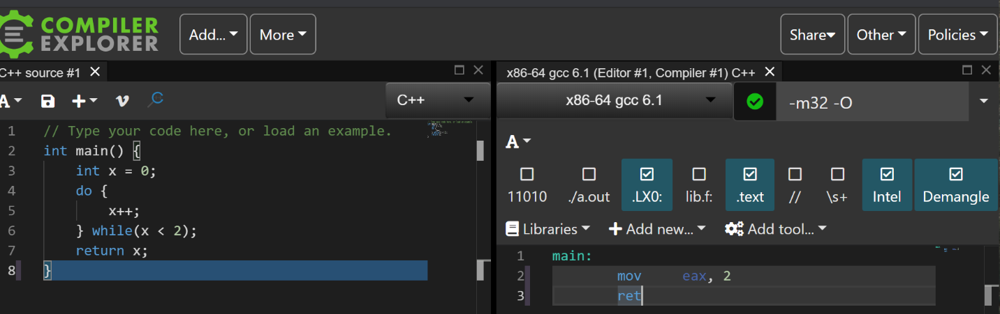 COMPILER
EXPLORER
Add...
More
Share
Other
Policies
C++ source #1
x86-64 gcc 6.1 (Editor #1, Compiler #1) C++
A
C++
x86-64 gcc 6.1
-m32 -O
1 // Type your code here, or load an example.
2 int main() {
3 int x = 0;
4 do {
5 x++;
6 } while(x < 2);
7 return x;
8 }
A
11010
./a.out
.LX0:
lib.f:
.text
//
\s+
Intel
Demangle
Libraries
+ Add new...
Add tool...
1 main:
2 mov eax, 2
3 ret